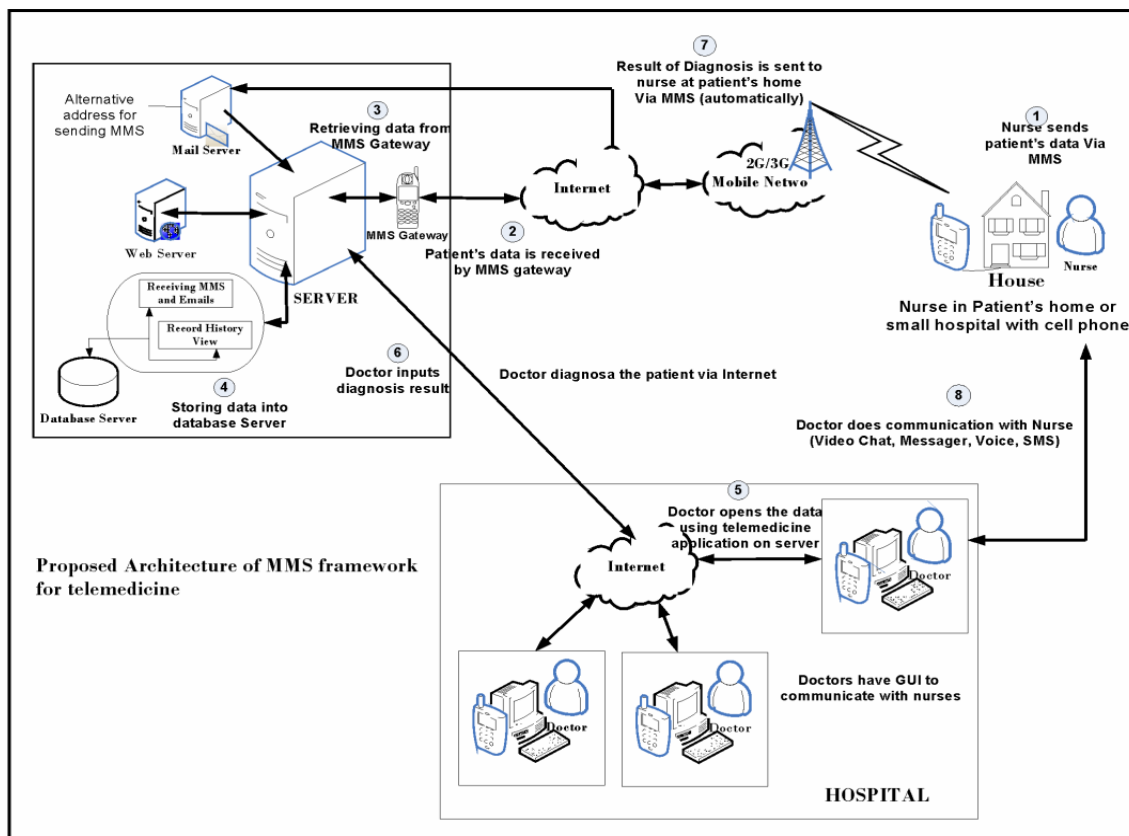 7
Result of Diagnosis is sent to
nurse at patient's home
Via MMS (automatically)
1
Nurse sends
patient's data Via
MMS
Alternative
address for
sending MMS
Mail Server
3
Retrieving data from
MMS Gateway
Internet
2G/3G
Mobile Netwo
Web Server
MMS Gateway
2
Patient's data is received
by MMS gateway
Nurse
House
Nurse in Patient's home or
small hospital with cell phone
Receiving MMS
and Emails
SERVER
Record History
View
Database Server
4
Storing data into
database Server
6
Doctor inputs
diagnosis result
Doctor diagnosa the patient via Internet
8
Doctor does communication with Nurse
(Video Chat, Messager, Voice, SMS)
5
Doctor opens the data
using telemedicine
application on server
Internet
Doctor
Proposed Architecture of MMS framework
for telemedicine
Doctor
Doctor
Doctors have GUI to
communicate with nurses
HOSPITAL